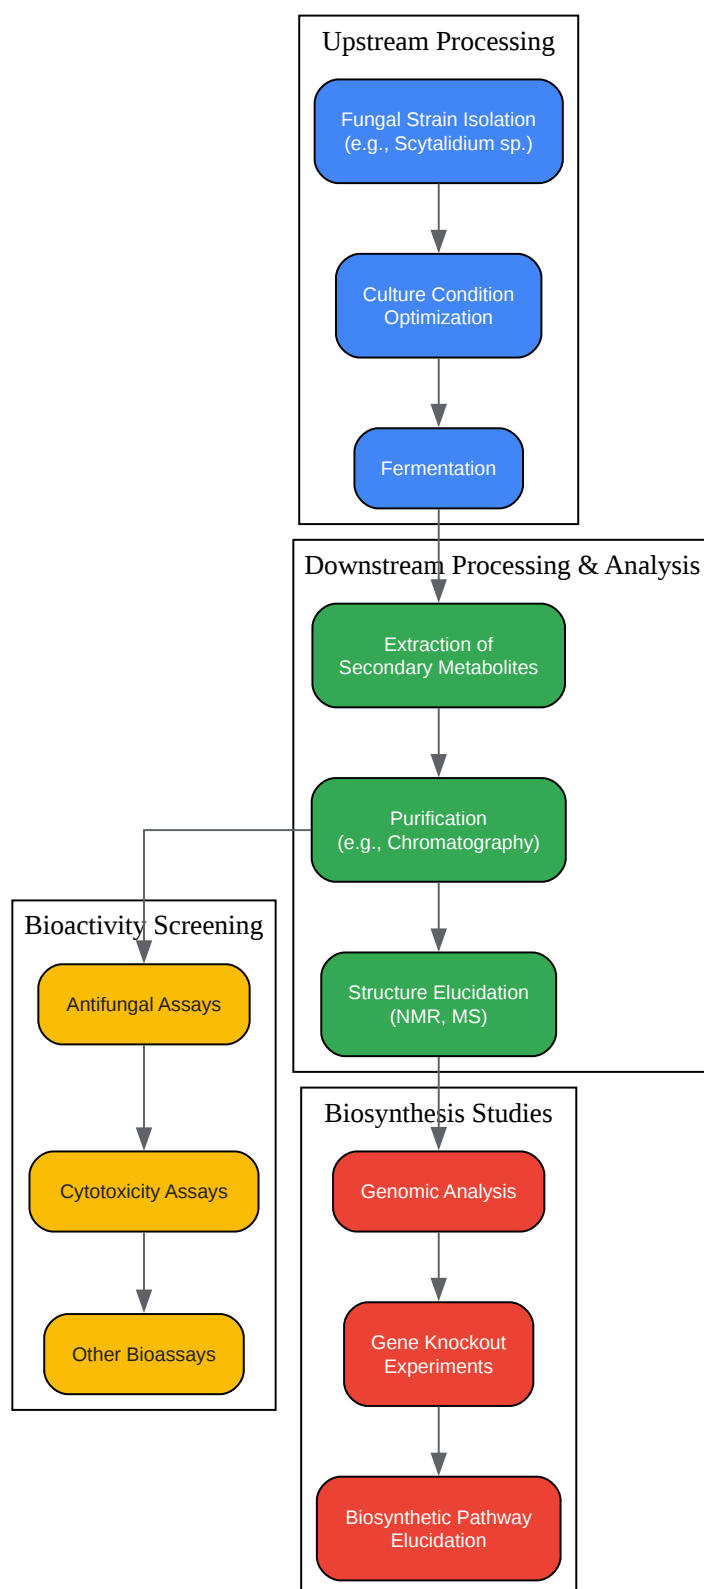 Upstream Processing
Fungal Strain Isolation
(e.g., Scytalidium sp.)
Culture Condition
Optimization
Fermentation
Downstream Processing & Analysis
Extraction of
Secondary Metabolites
Purification
(e.g., Chromatography)
Structure Elucidation
(NMR, MS)
Bioactivity Screening
Antifungal Assays
Cytotoxicity Assays
Other Bioassays
Biosynthesis Studies
Genomic Analysis
Gene Knockout
Experiments
Biosynthetic Pathway
Elucidation